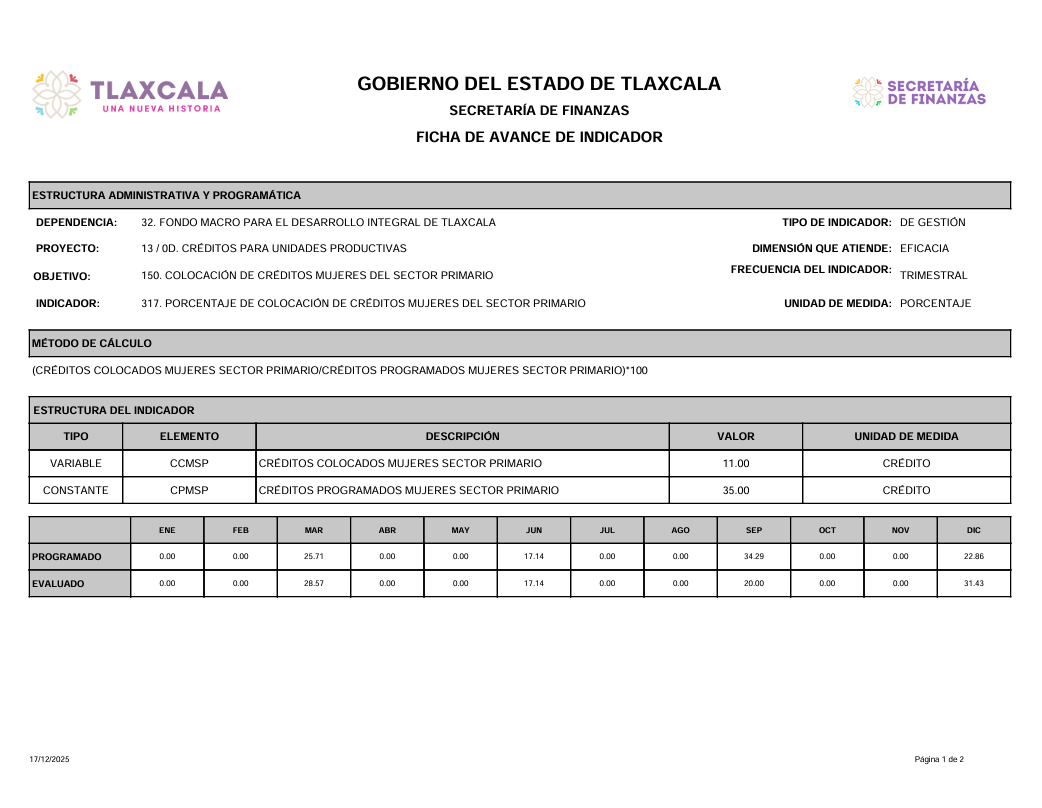 TLAXCALA
UNA NUEVA HISTORIA
GOBIERNO DEL ESTADO DE TLAXCALA
SECRETARÍA DE FINANZAS
FICHA DE AVANCE DE INDICADOR
SECRETARÍA
DE FINANZAS
ESTRUCTURA ADMINISTRATIVA Y PROGRAMÁTICA
DEPENDENCIA: 32. FONDO MACRO PARA EL DESARROLLO INTEGRAL DE TLAXCALA TIPO DE INDICADOR: DE GESTIÓN
PROYECTO: 13 / 0D. CRÉDITOS PARA UNIDADES PRODUCTIVAS DIMENSIÓN QUE ATIENDE: EFICACIA
OBJETIVO: 150. COLOCACIÓN DE CRÉDITOS MUJERES DEL SECTOR PRIMARIO FRECUENCIA DEL INDICADOR: TRIMESTRAL
INDICADOR: 317. PORCENTAJE DE COLOCACIÓN DE CRÉDITOS MUJERES DEL SECTOR PRIMARIO UNIDAD DE MEDIDA: PORCENTAJE
MÉTODO DE CÁLCULO
(CRÉDITOS COLOCADOS MUJERES SECTOR PRIMARIO/CRÉDITOS PROGRAMADOS MUJERES SECTOR PRIMARIO)*100
ESTRUCTURA DEL INDICADOR
TIPO ELEMENTO DESCRIPCIÓN VALOR UNIDAD DE MEDIDA
VARIABLE CCMSP CRÉDITOS COLOCADOS MUJERES SECTOR PRIMARIO 11.00 CRÉDITO
CONSTANTE CPMSP CRÉDITOS PROGRAMADOS MUJERES SECTOR PRIMARIO 35.00 CRÉDITO
ENE FEB MAR ABR MAY JUN JUL AGO SEP OCT NOV DIC
PROGRAMADO 0.00 0.00 25.71 0.00 0.00 17.14 0.00 0.00 34.29 0.00 0.00 22.86
EVALUADO 0.00 0.00 28.57 0.00 0.00 17.14 0.00 0.00 20.00 0.00 0.00 31.43
17/12/2025 Página 1 de 2